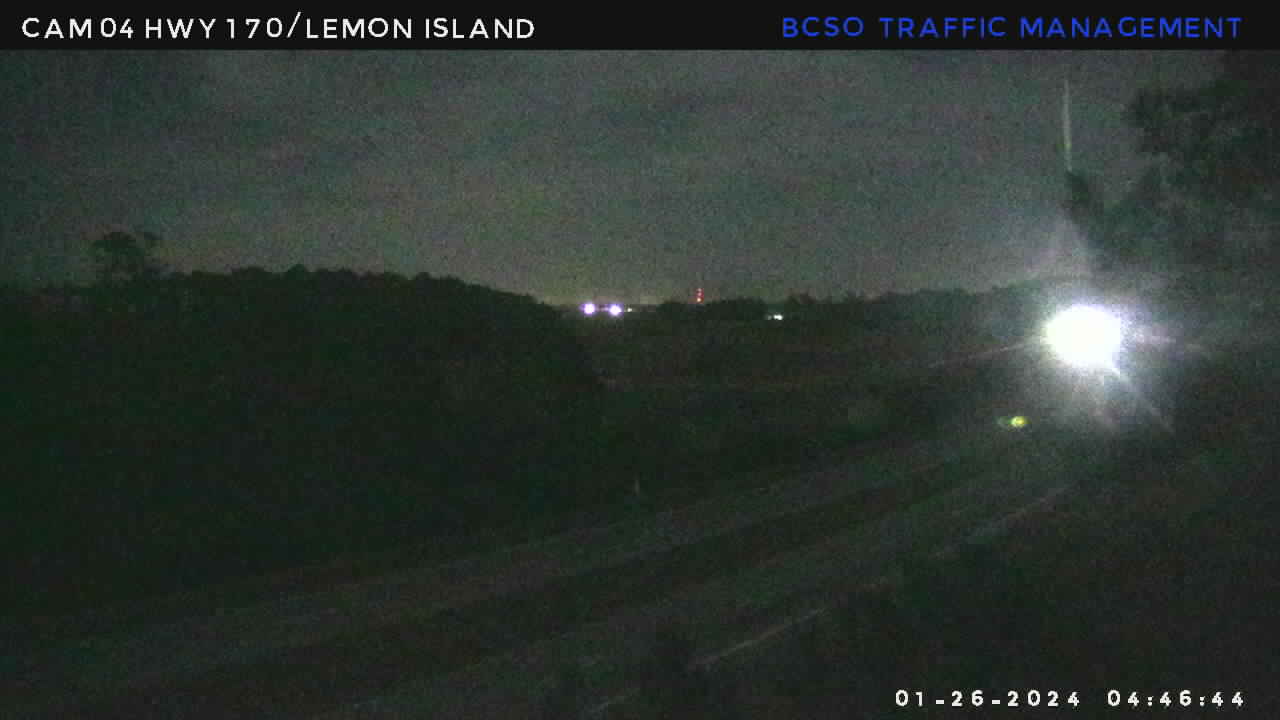 CAM04 HWY 170/LEMON ISLAND
BCSO TRAFFIC MANAGEMENT
01-26-2024 04:46:44